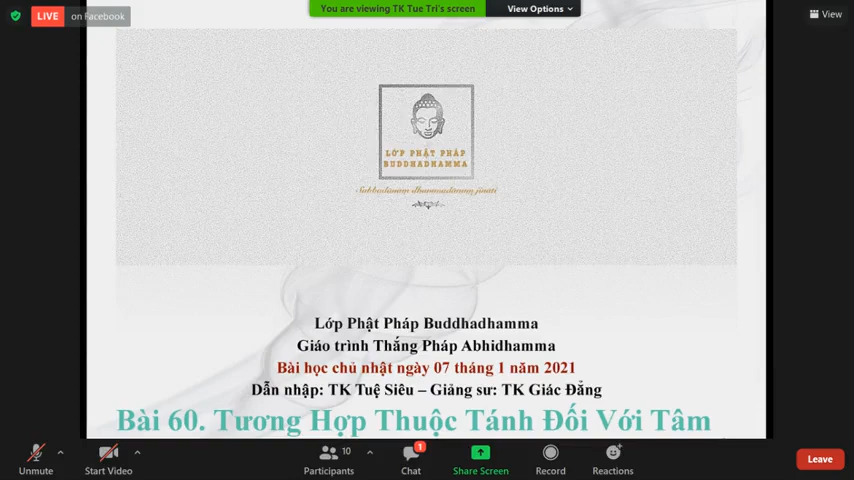 LIVE on Facebook
You are viewing TK Tue Tri's screen
View Options
View
LỚP PHẬT PHÁP
BUDDHADHAMMA
Sabbadanam dhammadanam jinati
Lớp Phật Pháp Buddhadhamma
Giáo trình Thắng Pháp Abhidhamma
Bài học chủ nhật ngày 07 tháng 1 năm 2021
Dẫn nhập: TK Tuệ Siêu – Giảng sư: TK Giác Đẳng
Bài 60. Tương Hợp Thuộc Tánh Đối Với Tâm
10
1
Unmute
Start Video
Participants
Chat
Share Screen
Record
Reactions
Leave